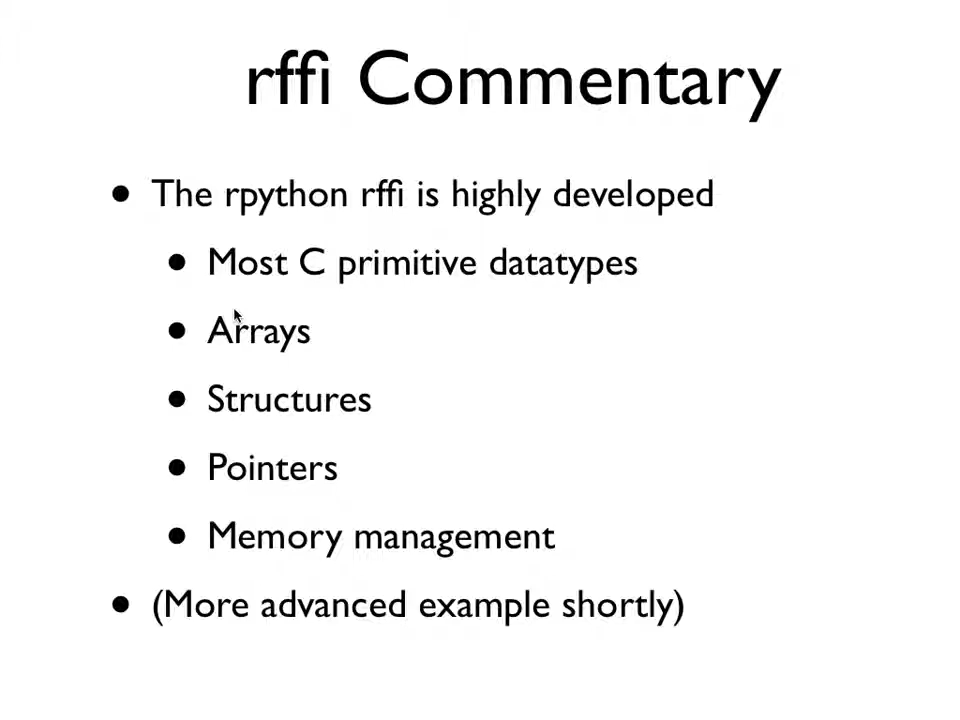 rffi Commentary
• The rpython rffi is highly developed
• Most C primitive datatypes
• Arrays
• Structures
• Pointers
• Memory management
• (More advanced example shortly)